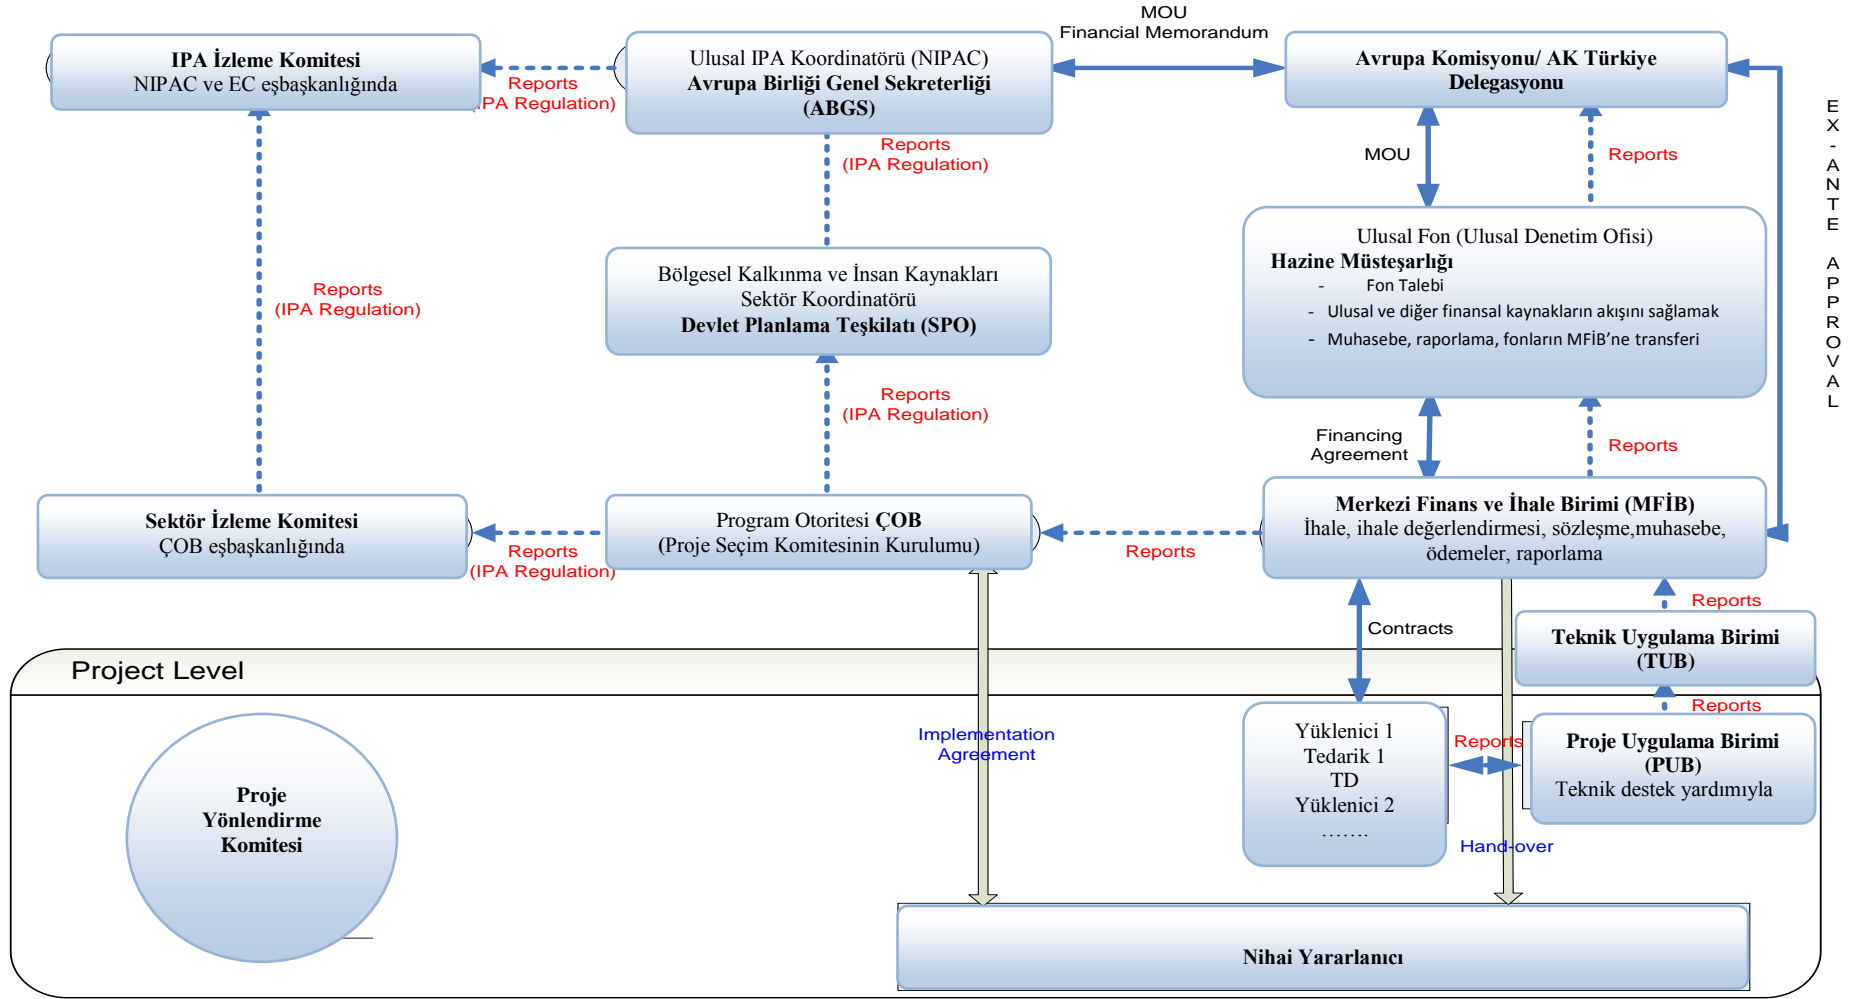 MOU
Financial Memorandum
IPA İzleme Komitesi
NIPAC ve EC eşbaşkanlığında
Reports
(IPA Regulation)
Ulusal IPA Koordinatörü (NIPAC)
Avrupa Birliği Genel Sekreterliği
(ABGS)
Avrupa Komisyonu/ AK Türkiye
Delegasyonu
EX-ANTE APPROVAL
Reports
(IPA Regulation)
MOU
Reports
Reports
(IPA Regulation)
Bölgesel Kalkınma ve İnsan Kaynakları
Sektör Koordinatörü
Devlet Planlama Teşkilatı (SPO)
Ulusal Fon (Ulusal Denetim Ofisi)
Hazine Müsteşarlığı
- Fon Talebi
- Ulusal ve diğer finansal kaynakların akışını sağlamak
- Muhasebe, raporlama, fonların MFİB'ne transferi
Reports
(IPA Regulation)
Financing
Agreement
Reports
Sektör İzleme Komitesi
ÇOB eşbaşkanlığında
Reports
(IPA Regulation)
Program Otoritesi ÇOB
(Proje Seçim Komitesinin Kurulumu)
Reports
Merkezi Finans ve İhale Birimi (MFİB)
İhale, ihale değerlendirmesi, sözleşme,muhasebe,
ödemeler, raporlama
Reports
Contracts
Teknik Uygulama Birimi
(TUB)
Project Level
Reports
Implementation
Agreement
Yüklenici 1
Tedarik 1
TD
Yüklenici 2
…….
Reports
Proje Uygulama Birimi
(PUB)
Teknik destek yardımıyla
Proje
Yönlendirme
Komitesi
Hand-over
Nihai Yararlanıcı